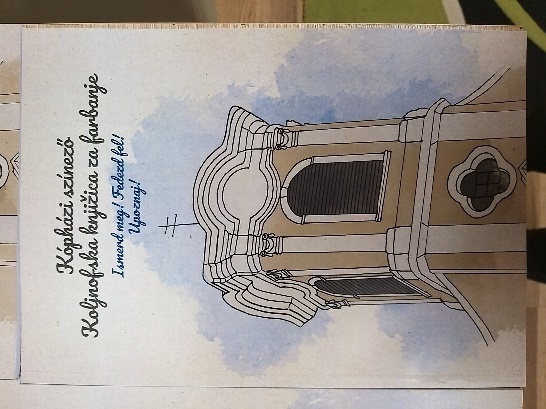 Kópházi színező
Koljnofska knjižica za farbanje
Ismerd meg! Fedezd fel!
Upoznaj!